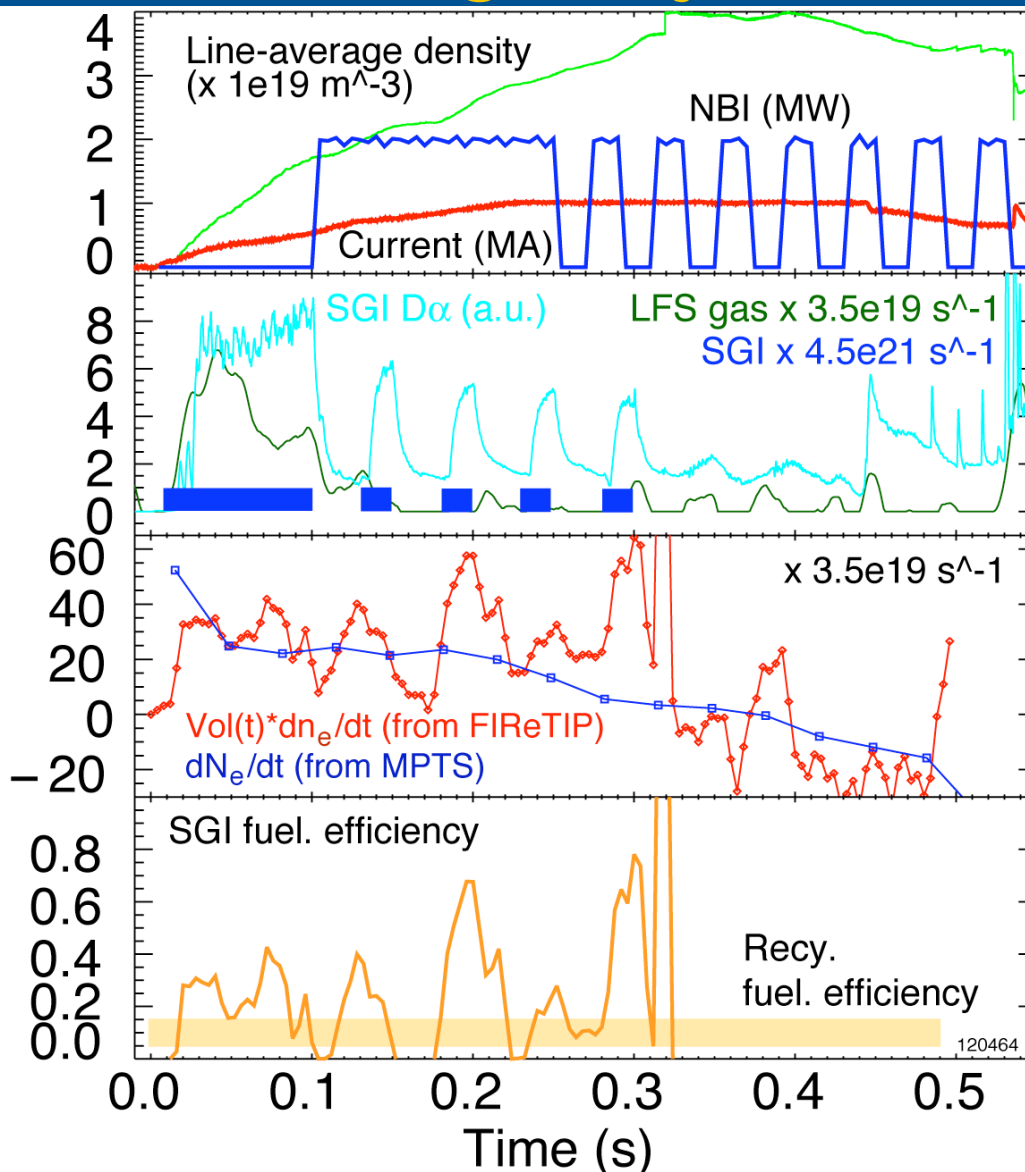 4
Line-average density
(x 1e19 m^-3)
3
NBI (MW)
2
1
Current (MA)
0
SGI Dα (a.u.)
LFS gas x 3.5e19 s^-1
8
SGI x 4.5e21 s^-1
6
4
2
0
60
x 3.5e19 s^-1
40
20
0
Vol(t)*dne/dt (from FIReTIP)
dNe/dt (from MPTS)
−20
SGI fuel. efficiency
0.8
0.6
0.4
Recy.
0.2
fuel. efficiency
0.0
120464
0.0 0.1 0.2 0.3 0.4 0.5
Time (s)